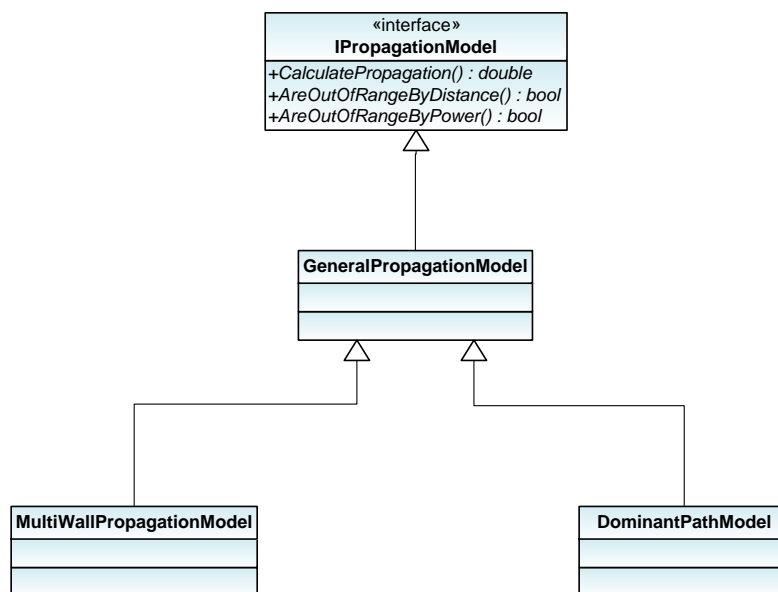 «interface»
IPropagationModel
+CalculatePropagation() : double
+AreOutOfRangeByDistance() : bool
+AreOutOfRangeByPower() : bool
GeneralPropagationModel
MultiWallPropagationModel
DominantPathModel